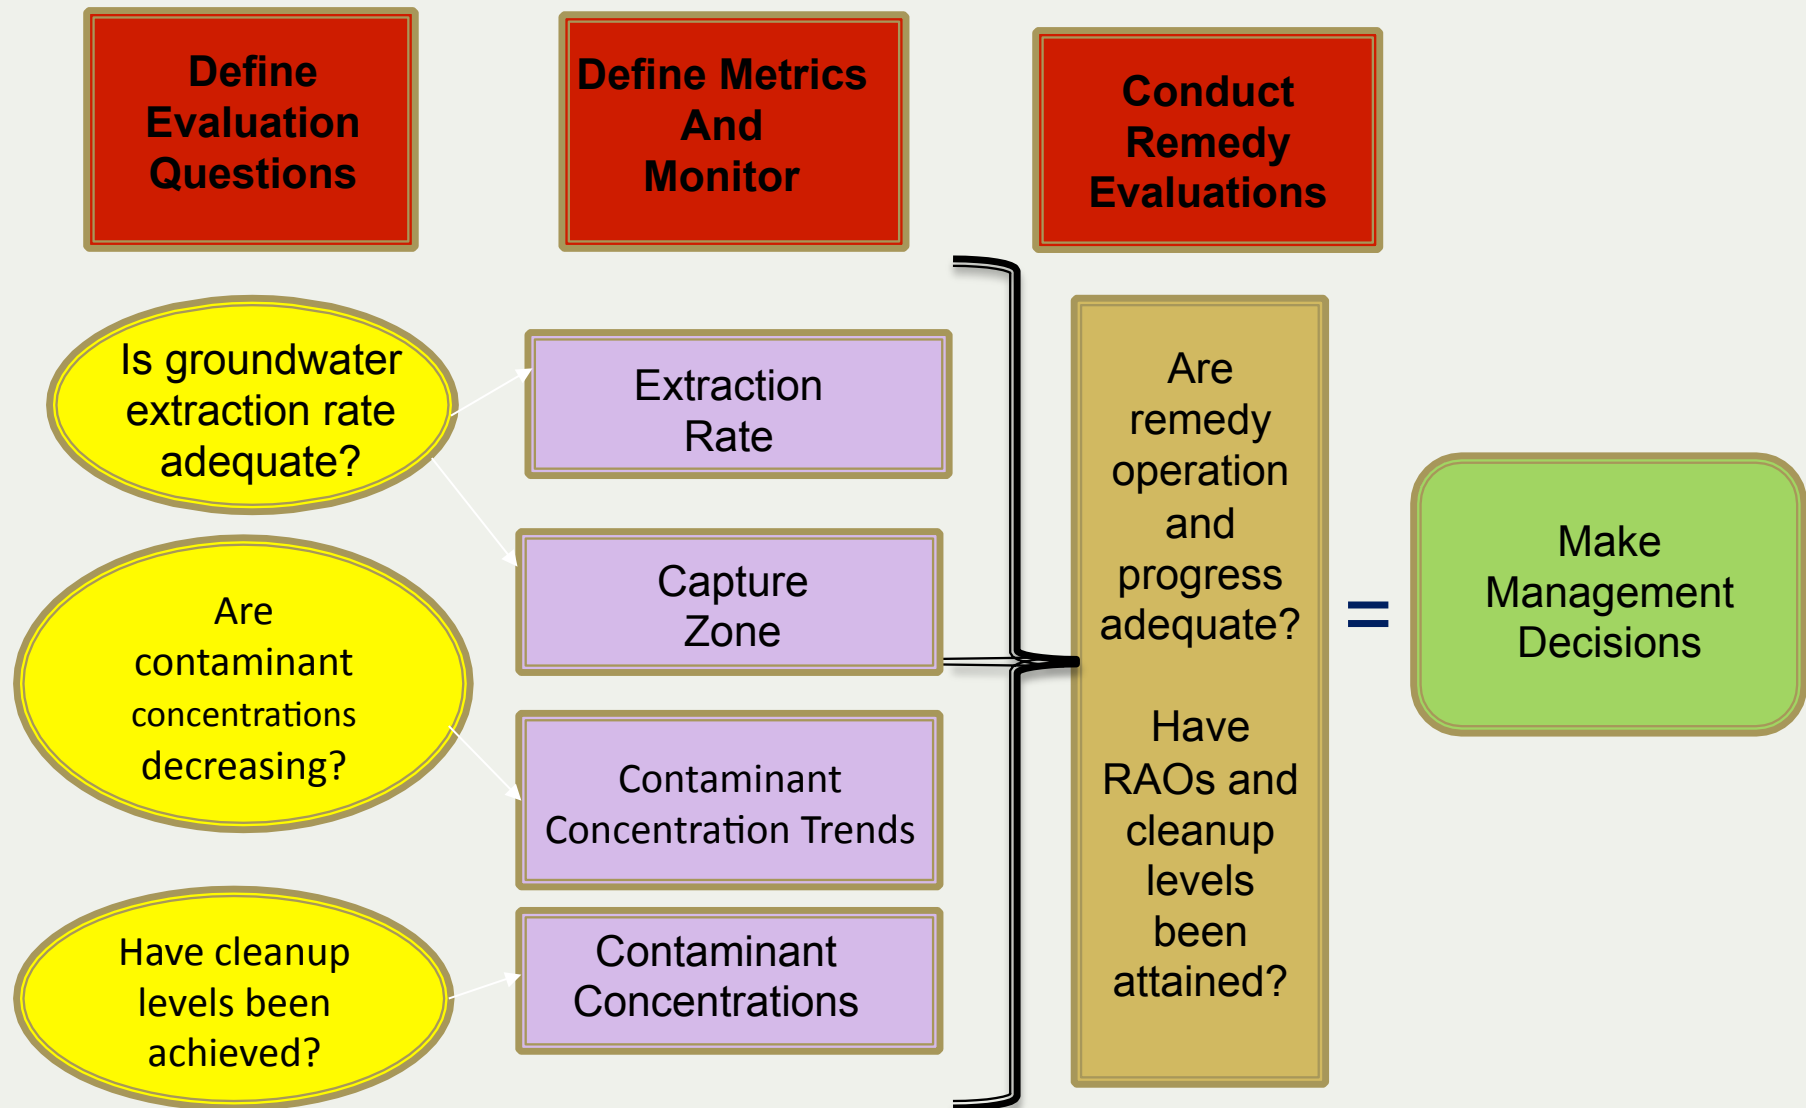 Define
Evaluation
Questions
Define Metrics
And
Monitor
Conduct
Remedy
Evaluations
Is groundwater
extraction rate
adequate?
Extraction
Rate
Capture
Zone
Are
contaminant
concentrations
decreasing?
Contaminant
Concentration Trends
Have cleanup
levels been
achieved?
Contaminant
Concentrations
Are
remedy
operation
and
progress
adequate?
Have
RAOs and
cleanup
levels
been
attained?
=
Make
Management
Decisions